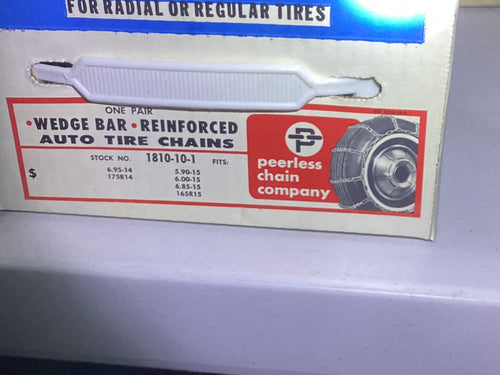 FOR RADIAL OR REGULAR TIRES
ONE PAIR
•WEDGE BAR •REINFORCED
AUTO TIRE CHAINS
STOCK NO. 1810-10-1 FITS:
$
6.95-14 5.90-15
175R14 6.00-15
6.85-15
165R15
peerless
chain
company